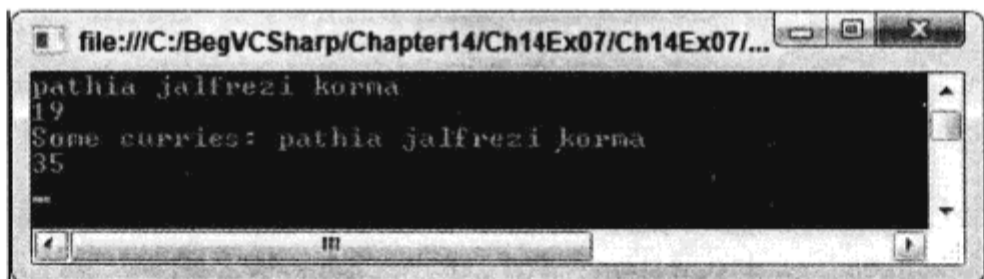 file:///C:/BegVCSharp/Chapter14/Ch14Ex07/Ch14Ex07/...
pathia jalfrezi korma
19
Some curries: pathia jalfrezi korma
35